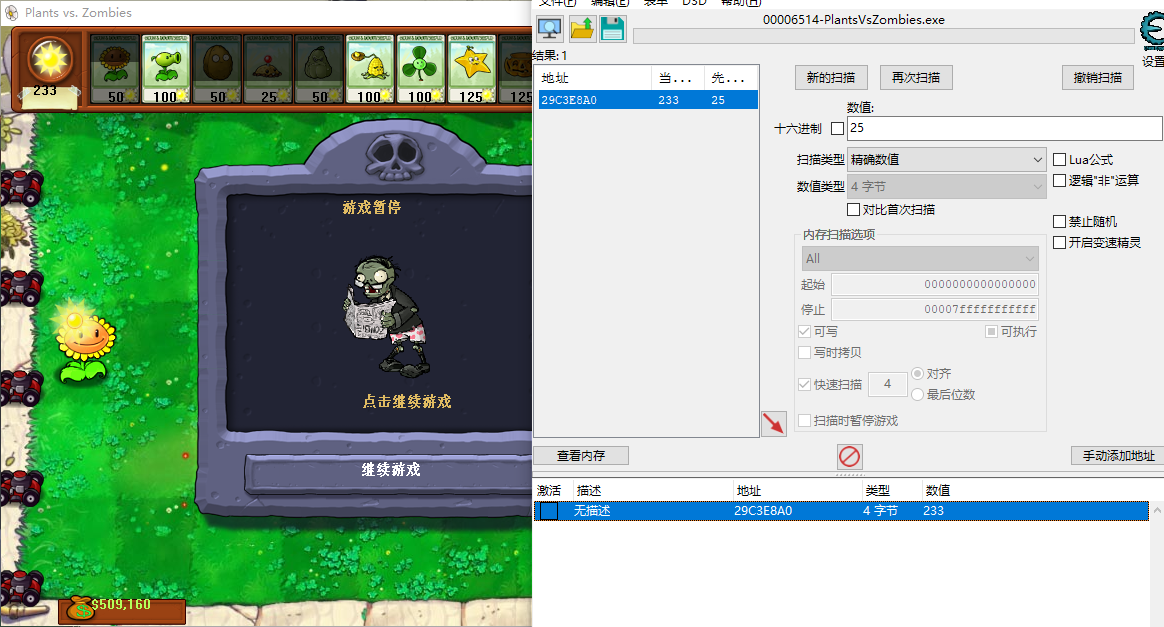 Plants vs. Zombies
233
50
100
50
25
50
100
100
125
125
游戏暂停
点击继续游戏
继续游戏
$509,160
文件(F) 编辑(E) 表单 D3D 帮助(H)
00006514-PlantsVsZombies.exe
设置
结果: 1
地址 当... 先...
29C3E8A0 233 25
新的扫描 再次扫描 撤销扫描
数值:
十六进制 25
扫描类型 精确数值 Lua公式
数值类型 4 字节 逻辑"非"运算
对比首次扫描
禁止随机
内存扫描选项
开启变速精灵
All
起始 0000000000000000
停止 00007fffffffffff
可写 可执行
写时拷贝
快速扫描 4 对齐
最后位数
扫描时暂停游戏
查看内存 手动添加地址
激活 描述 地址 类型 数值
无描述 29C3E8A0 4 字节 233